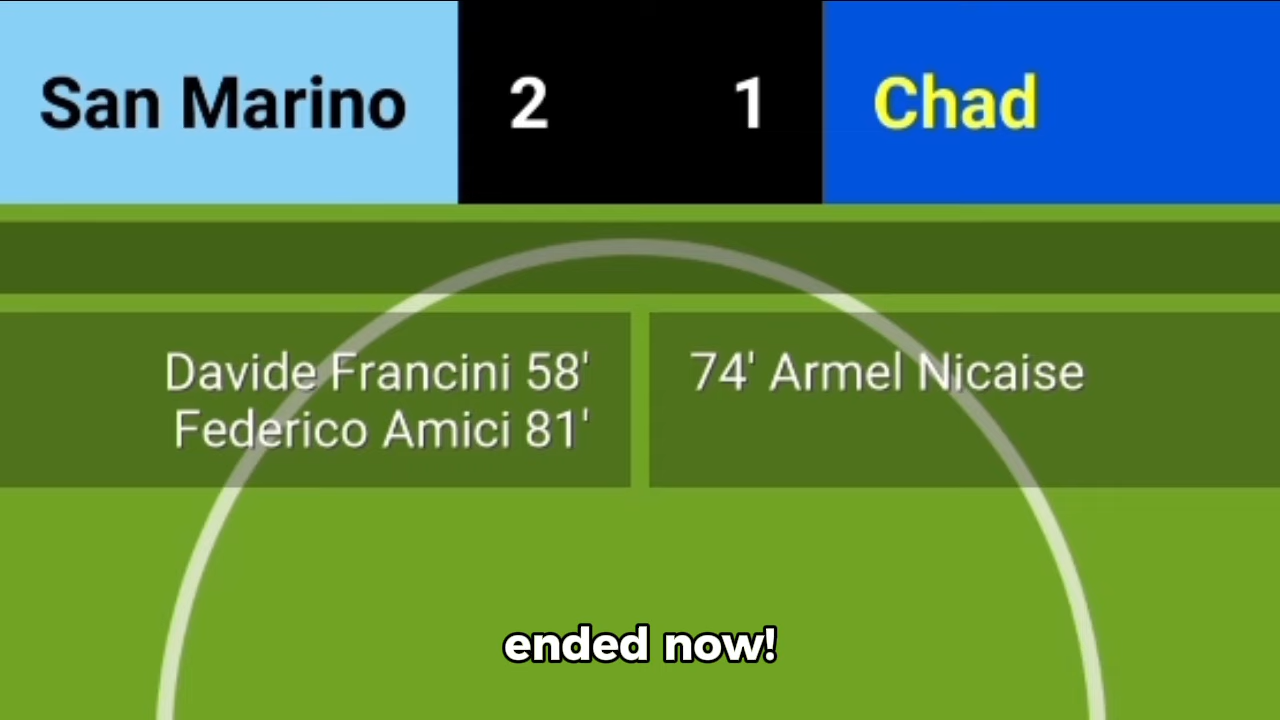 San Marino 2 1 Chad
Davide Francini 58' 74' Armel Nicaise
Federico Amici 81'
ended now!